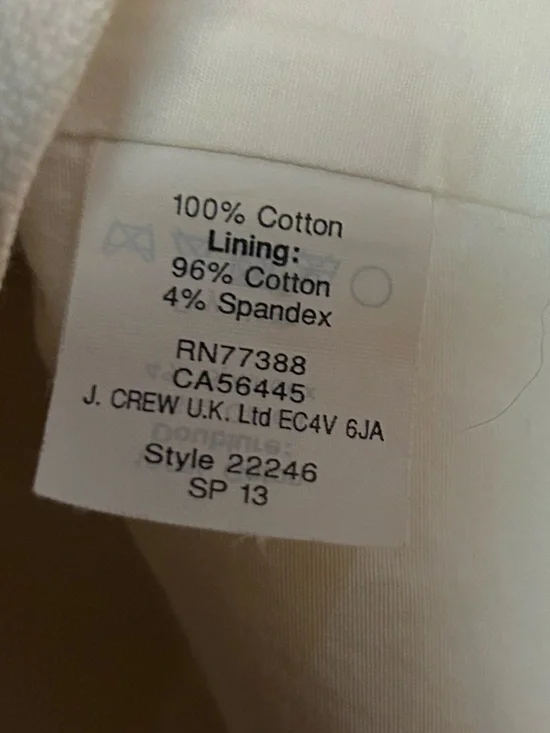 100% Cotton
Lining:
96% Cotton
4% Spandex
RN77388
CA56445
J. CREW U.K. Ltd EC4V 6JA
Style 22246
SP 13